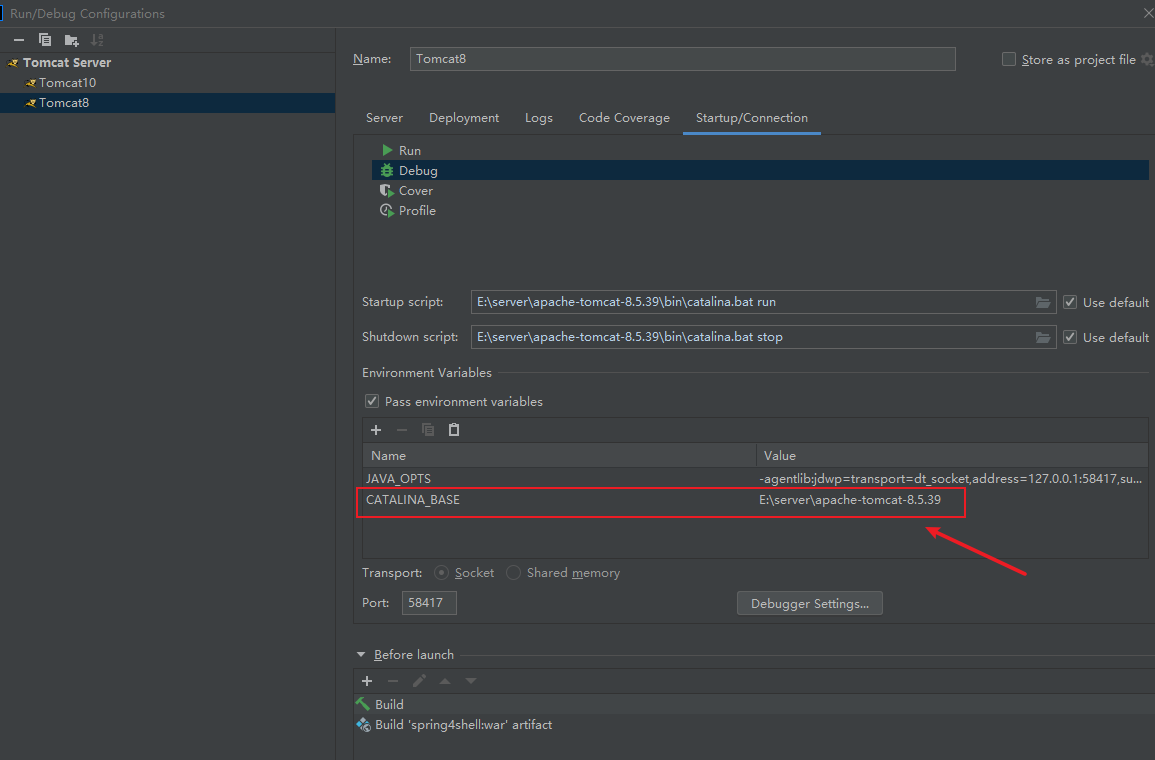 Run/Debug Configurations
Tomcat Server
Tomcat10
Tomcat8
Name: Tomcat8 Store as project file
Server Deployment Logs Code Coverage Startup/Connection
Run
Debug
Cover
Profile
Startup script: E:\server\apache-tomcat-8.5.39\bin\catalina.bat run Use default
Shutdown script: E:\server\apache-tomcat-8.5.39\bin\catalina.bat stop Use default
Environment Variables
Pass environment variables
Name Value
JAVA_OPTS -agentlib:jdwp=transport=dt_socket,address=127.0.0.1:58417,su...
CATALINA_BASE E:\server\apache-tomcat-8.5.39
Transport: Socket Shared memory
Port: 58417 Debugger Settings...
Before launch
Build
Build 'spring4shell:war' artifact